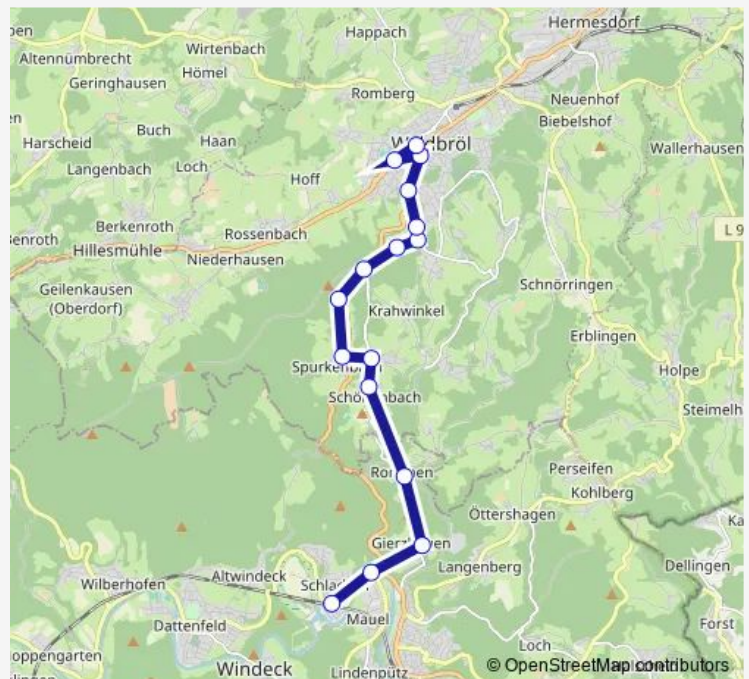 Hermesdorf
Happach
Wirtenbach
Altennümbrecht
Hömel
Geringhausen
Romberg
Neuenhof
Biebelshof
Buch
Haan
Harscheid
Wallerhausen
Langenbach
Loch
Hoff
Berkenroth
Rossenbach
L 9
Hillesmühle
Niederhausen
Geilenkausen
(Oberdorf)
Schnörringen
Krahwinkel
Erblingen
Holpe
Steimelh
Perseifen
Kohlberg
Öttershagen
Langenberg
Dellingen
Altwindeck
Wilberhofen
Dattenfeld
Mauel
Forst
Loch
Windeck
Lindenpütz
© OpenStreetMap contributors